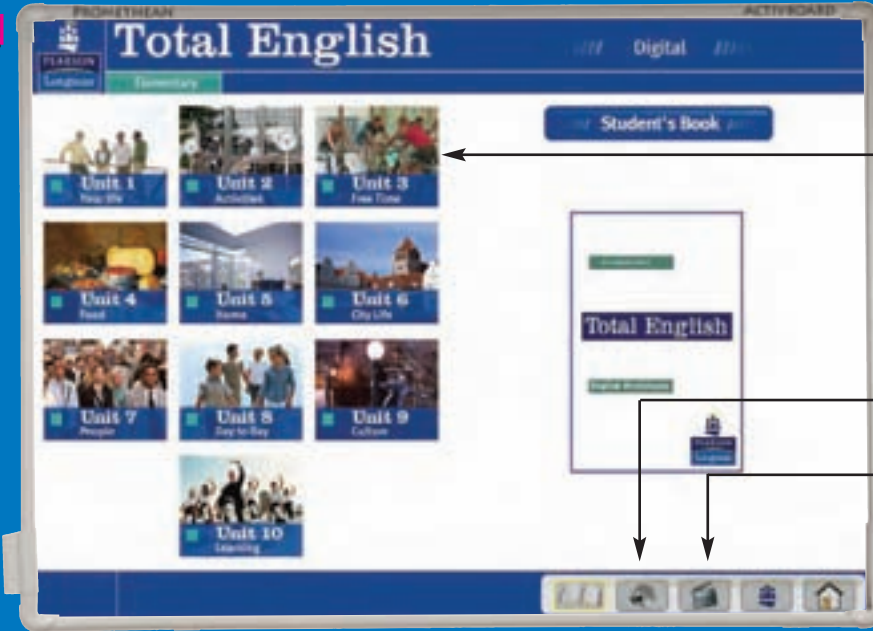 PROMETHEAN
ACTIVBOARD
Total English
Digital
PEARSON
Longman
Elementary
Student's Book
Unit 1
New life
Unit 2
Activities
Unit 3
Free Time
Unit 4
Food
Unit 5
Home
Unit 6
City Life
Total English
Unit 7
People
Unit 8
Day to Day
Unit 9
Culture
PEARSON
Longman
Unit 10
Learning